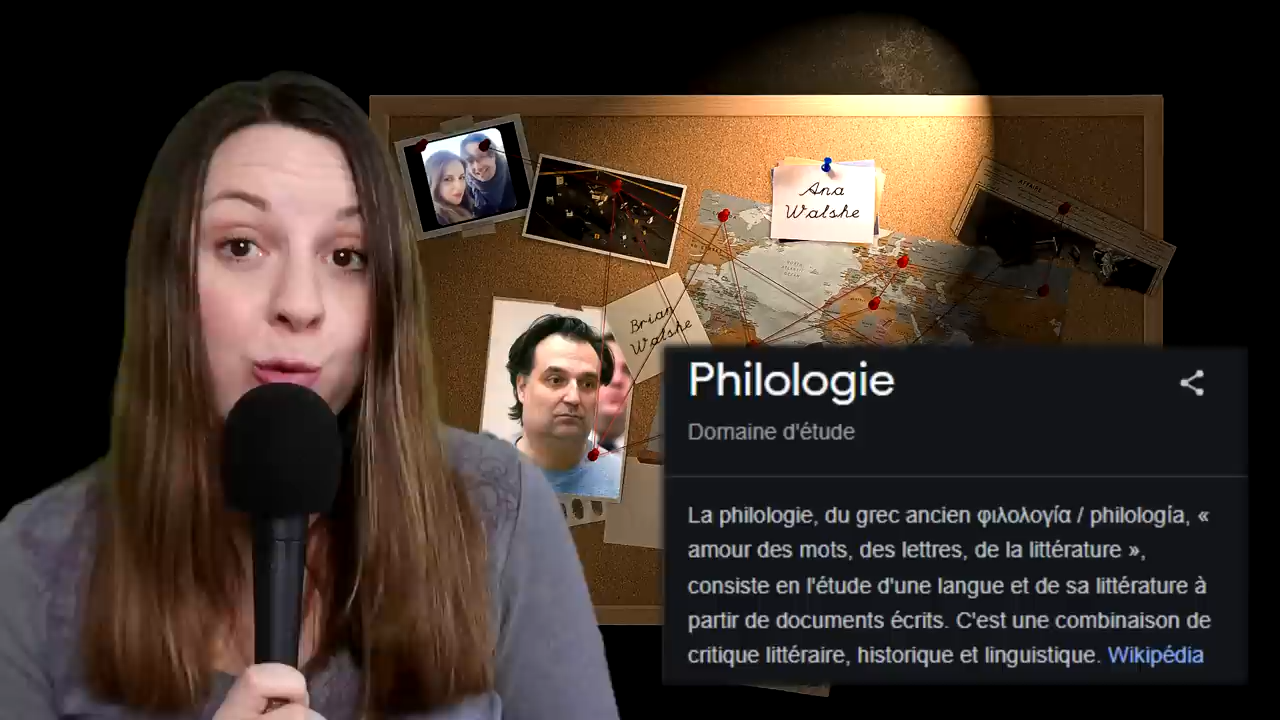 Ana
Walshe
Brian
Walshe
Philologie
Domaine d'étude
La philologie, du grec ancien φιλολογία / philología, «
amour des mots, des lettres, de la littérature »,
consiste en l'étude d'une langue et de sa littérature à
partir de documents écrits. C'est une combinaison de
critique littéraire, historique et linguistique. Wikipédia